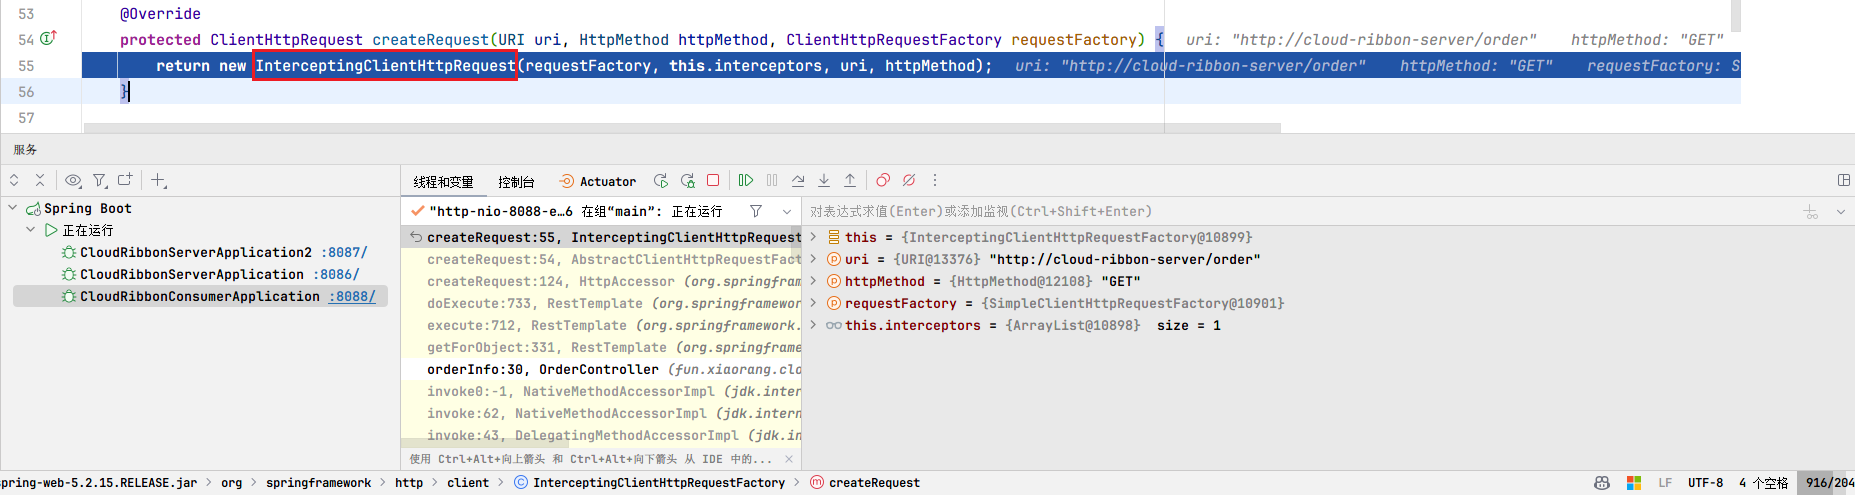 53 @Override
54 protected ClientHttpRequest createRequest(URI uri, HttpMethod httpMethod, ClientHttpRequestFactory requestFactory) { uri: "http://cloud-ribbon-server/order" httpMethod: "GET"
55 return new InterceptingClientHttpRequest(requestFactory, this.interceptors, uri, httpMethod); uri: "http://cloud-ribbon-server/order" httpMethod: "GET" requestFactory: S
56 }
57
服务
线程和变量 控制台 Actuator
Spring Boot
正在运行
CloudRibbonServerApplication2 :8087/
CloudRibbonServerApplication :8086/
CloudRibbonConsumerApplication :8088/
"http-nio-8088-e…6 在组“main”: 正在运行
createRequest:55, InterceptingClientHttpRequest
createRequest:54, AbstractClientHttpRequestFact
createRequest:124, HttpAccessor (org.springfram
doExecute:733, RestTemplate (org.springframework
execute:712, RestTemplate (org.springframework.
getForObject:331, RestTemplate (org.springframe
orderInfo:30, OrderController (fun.xiaorang.clo
invoke0:-1, NativeMethodAccessorImpl (jdk.inter
invoke:62, NativeMethodAccessorImpl (jdk.intern
invoke:43, DelegatingMethodAccessorImpl (jdk.in
使用 Ctrl+Alt+向上箭头 和 Ctrl+Alt+向下箭头 从 IDE 中的...
对表达式求值(Enter)或添加监视(Ctrl+Shift+Enter)
this = {InterceptingClientHttpRequestFactory@10899}
uri = {URI@13376} "http://cloud-ribbon-server/order"
httpMethod = {HttpMethod@12108} "GET"
requestFactory = {SimpleClientHttpRequestFactory@10901}
this.interceptors = {ArrayList@10898} size = 1
spring-web-5.2.15.RELEASE.jar > org > springframework > http > client > InterceptingClientHttpRequestFactory > createRequest
LF UTF-8 4 个空格 916/204